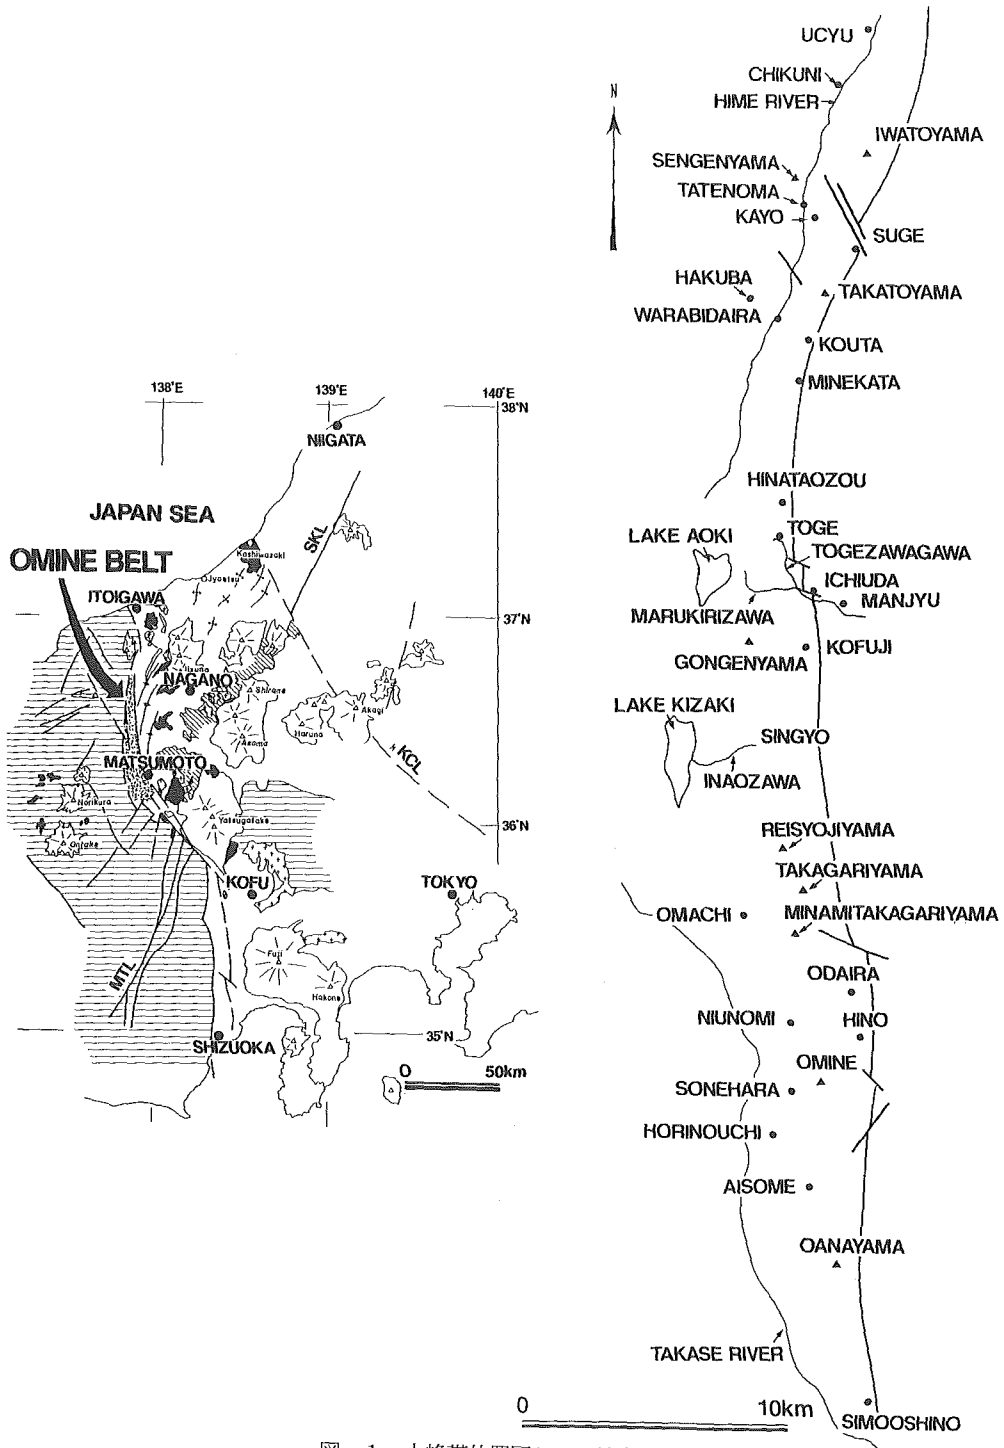 138°E
139°E
140°E
38°N
NIIGATA
JAPAN SEA
SKL
Kashiwazaki
OMINE BELT
Jyoetsu
ITOIGAWA
37°N
Iizuna
NAGANO
Shirane
Akagi
Haruna
Asama
KCL
MATSUMOTO
Norikura
Yatsugatake
36°N
Ontake
KOFU
TOKYO
MTL
Fuji
Hakone
35°N
SHIZUOKA
0 50km
N
UCYU
CHIKUNI
HIME RIVER
IWATOYAMA
SENGENYAMA
TATENOMA
KAYO
SUGE
HAKUBA
TAKATOYAMA
WARABIDAIRA
KOUTA
MINEKATA
HINATAOZOU
TOGE
LAKE AOKI
TOGEZAWAGAWA
ICHIUDA
MANJYU
MARUKIRIZAWA
KOFUJI
GONGENYAMA
LAKE KIZAKI
SINGYO
INAOZAWA
REISYOJIYAMA
TAKAGARIYAMA
OMACHI
MINAMITAKAGARIYAMA
ODAIRA
NIUNOMI
HINO
OMINE
SONEHARA
HORINOUCHI
AISOME
OANAYAMA
TAKASE RIVER
0 10km
SIMOOSHINO